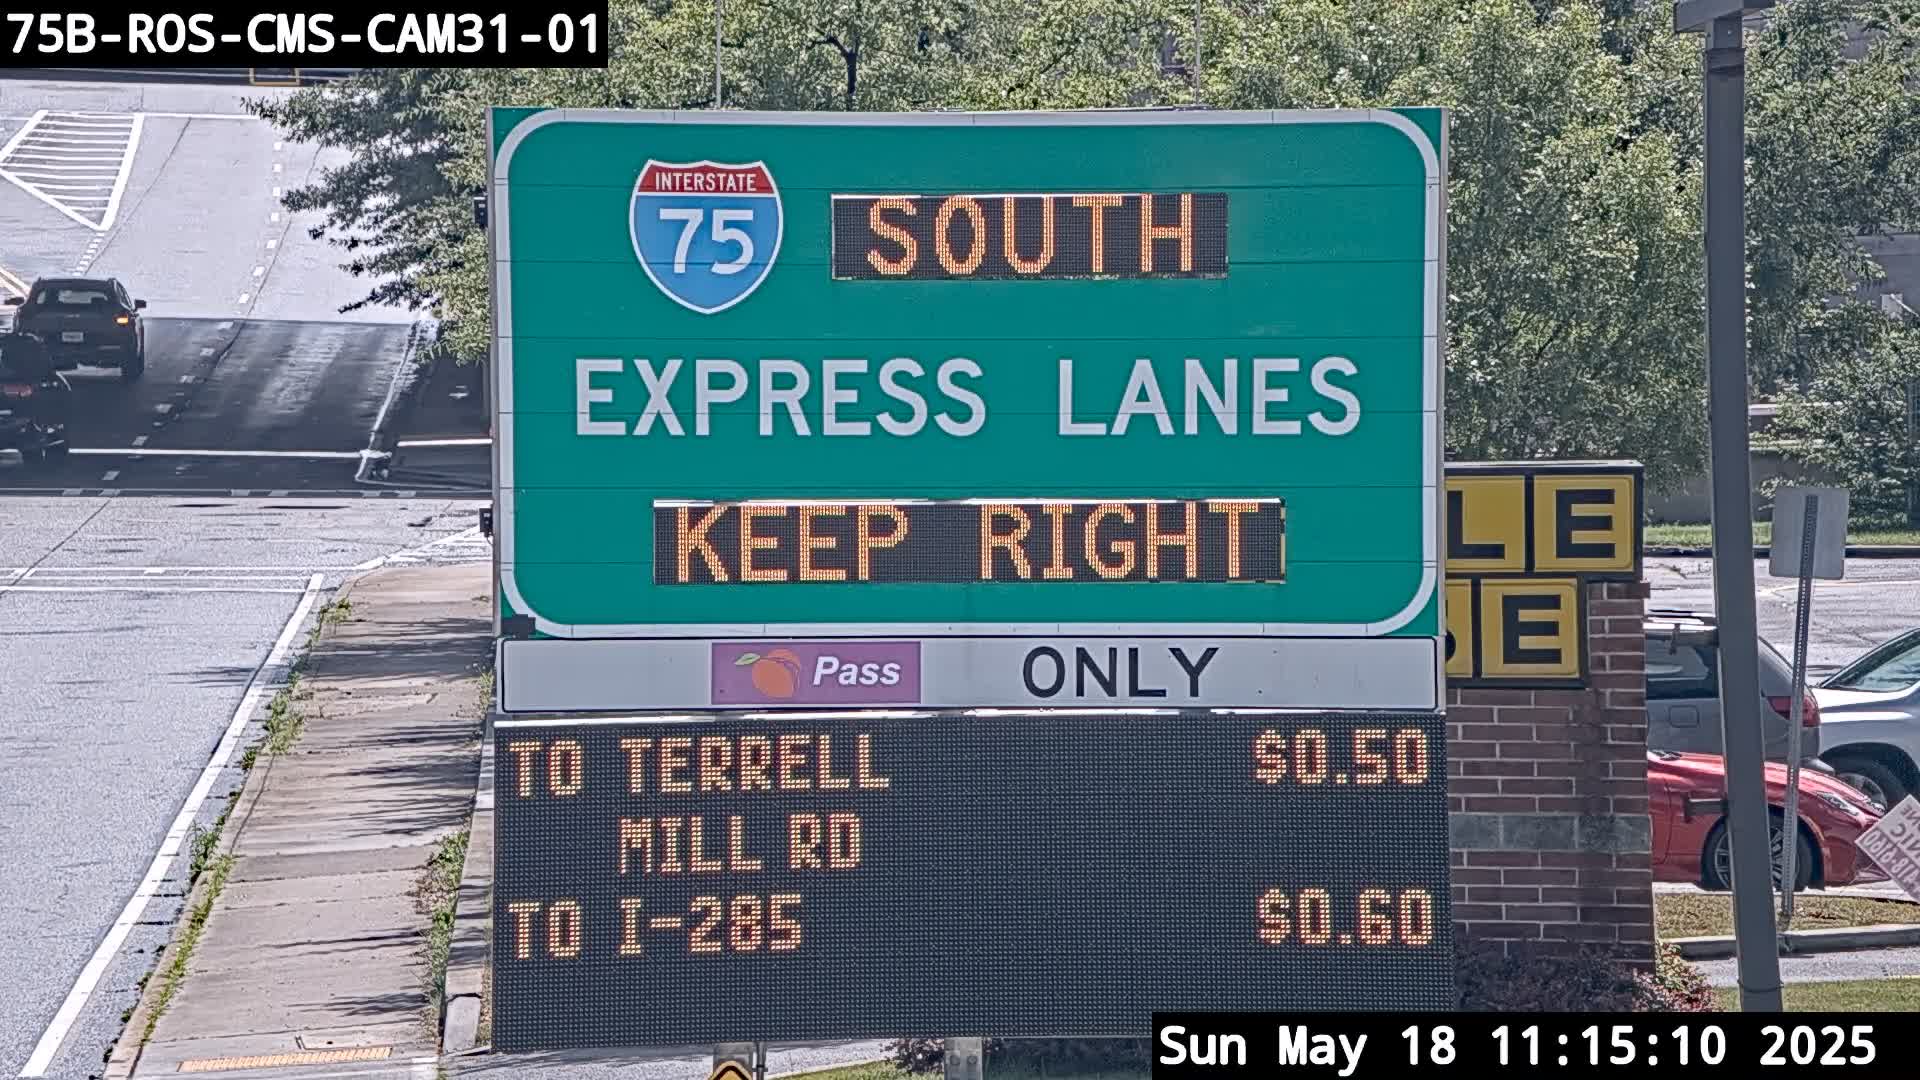 75B-ROS-CMS-CAM31-01
INTERSTATE
75
SOUTH
EXPRESS LANES
KEEP RIGHT
Pass ONLY
LE
E
TO TERRELL $0.50
MILL RD
TO I-285 $0.60
Sun May 18 11:15:10 2025